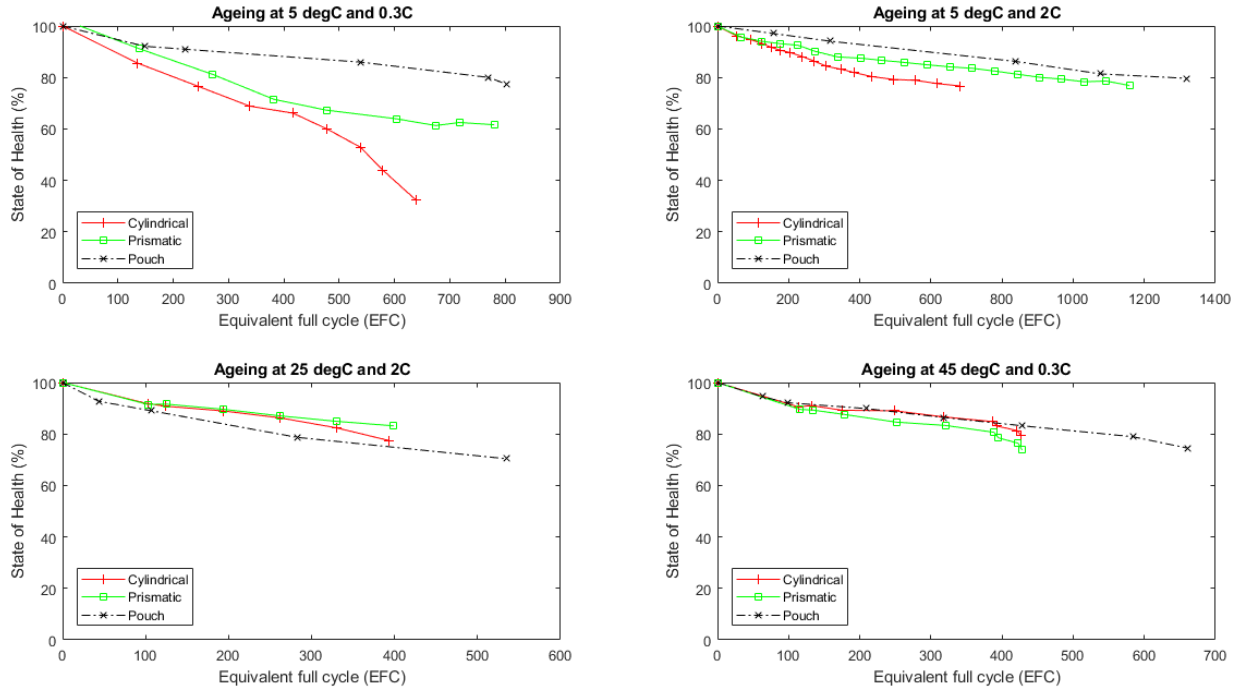 Ageing at 5 degC and 0.3C
100
80
60
40
20
0
State of Health (%)
Cylindrical
Prismatic
Pouch
0 100 200 300 400 500 600 700 800 900
Equivalent full cycle (EFC)
Ageing at 5 degC and 2C
100
80
60
40
20
0
State of Health (%)
Cylindrical
Prismatic
Pouch
0 200 400 600 800 1000 1200 1400
Equivalent full cycle (EFC)
Ageing at 25 degC and 2C
100
80
60
40
20
0
State of Health (%)
Cylindrical
Prismatic
Pouch
0 100 200 300 400 500 600
Equivalent full cycle (EFC)
Ageing at 45 degC and 0.3C
100
80
60
40
20
0
State of Health (%)
Cylindrical
Prismatic
Pouch
0 100 200 300 400 500 600 700
Equivalent full cycle (EFC)